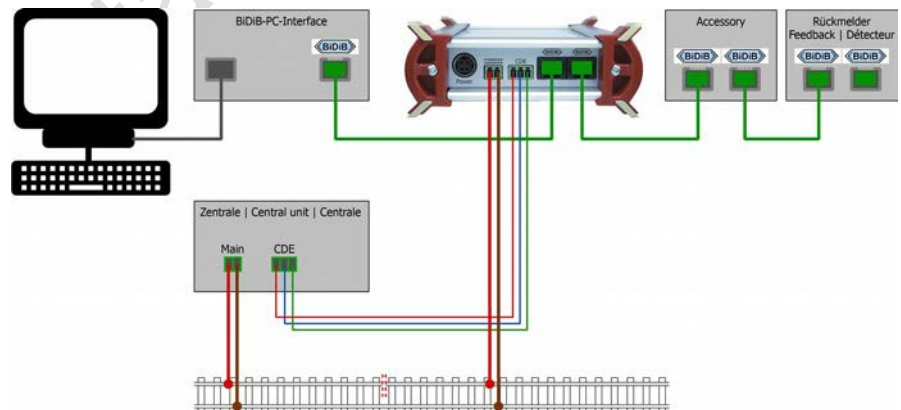 BiDiB-PC-Interface
BiDiB
Power
CDE
Accessory
BiDiB
BiDiB
Rückmelder
Feedback | Détecteur
BiDiB
BiDiB
Zentrale | Central unit | Centrale
Main
CDE